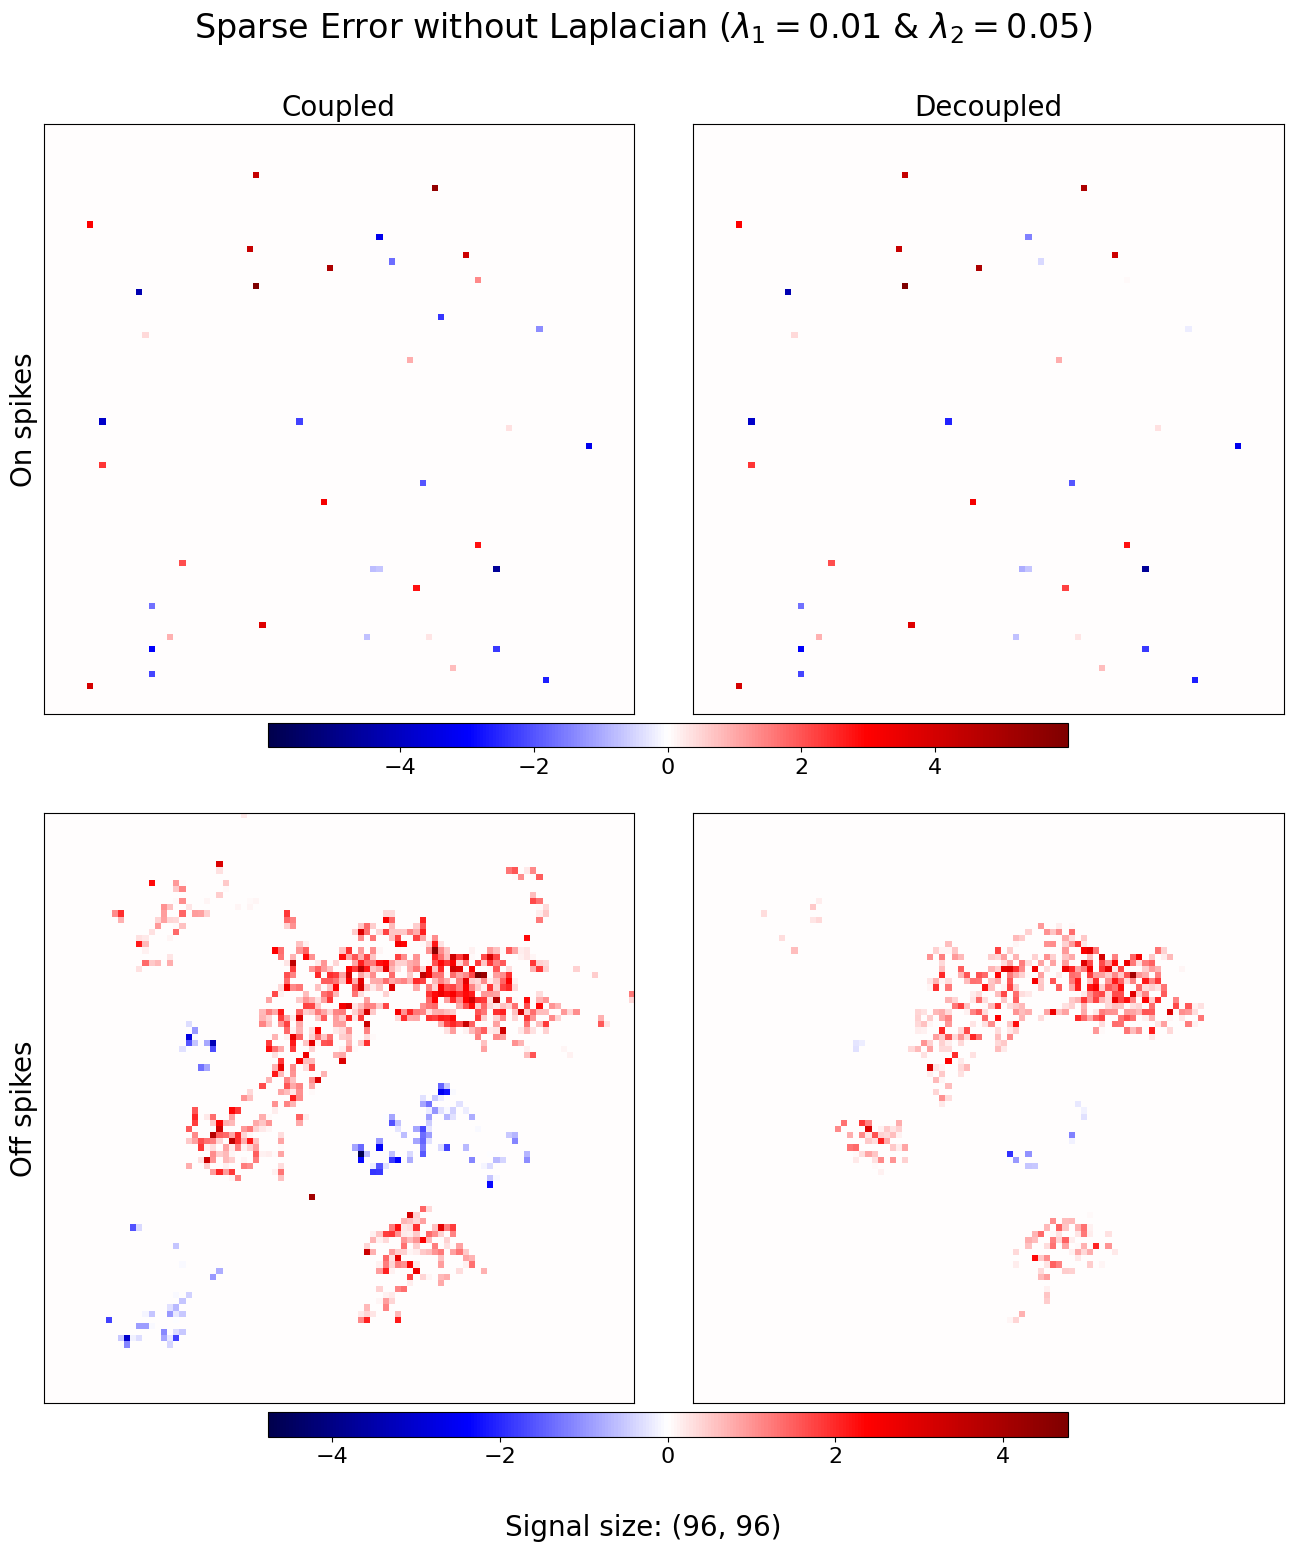 Sparse Error without Laplacian (λ₁ = 0.01 & λ₂ = 0.05)
Coupled
Decoupled
On spikes
−4 −2 0 2 4
Off spikes
−4 −2 0 2 4
Signal size: (96, 96)